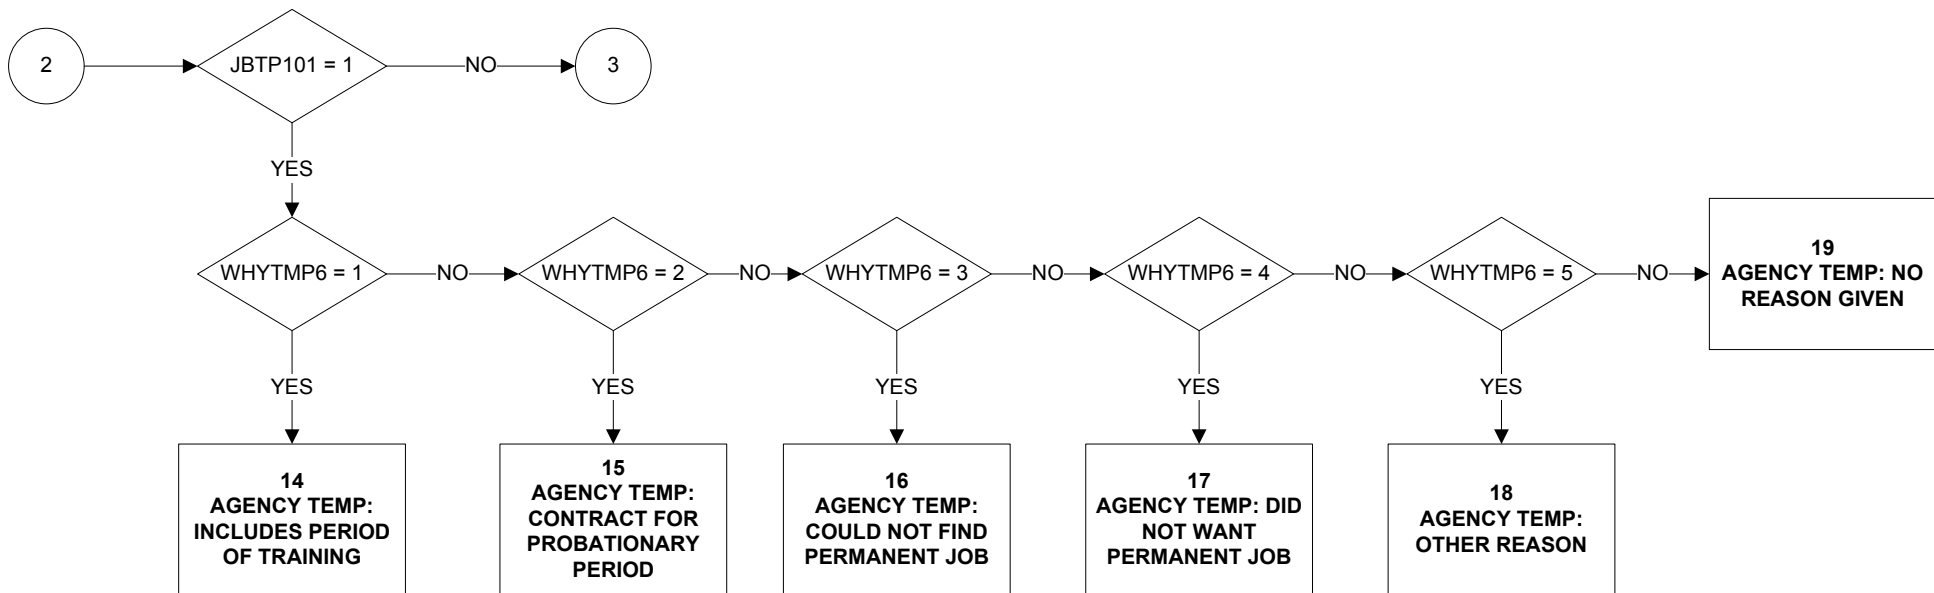 2
JBTP101 = 1
NO
3
YES
WHYTMP6 = 1
NO
WHYTMP6 = 2
NO
WHYTMP6 = 3
NO
WHYTMP6 = 4
NO
WHYTMP6 = 5
NO
19
AGENCY TEMP: NO
REASON GIVEN
YES
YES
YES
YES
YES
14
AGENCY TEMP:
INCLUDES PERIOD
OF TRAINING
15
AGENCY TEMP:
CONTRACT FOR
PROBATIONARY
PERIOD
16
AGENCY TEMP:
COULD NOT FIND
PERMANENT JOB
17
AGENCY TEMP: DID
NOT WANT
PERMANENT JOB
18
AGENCY TEMP:
OTHER REASON